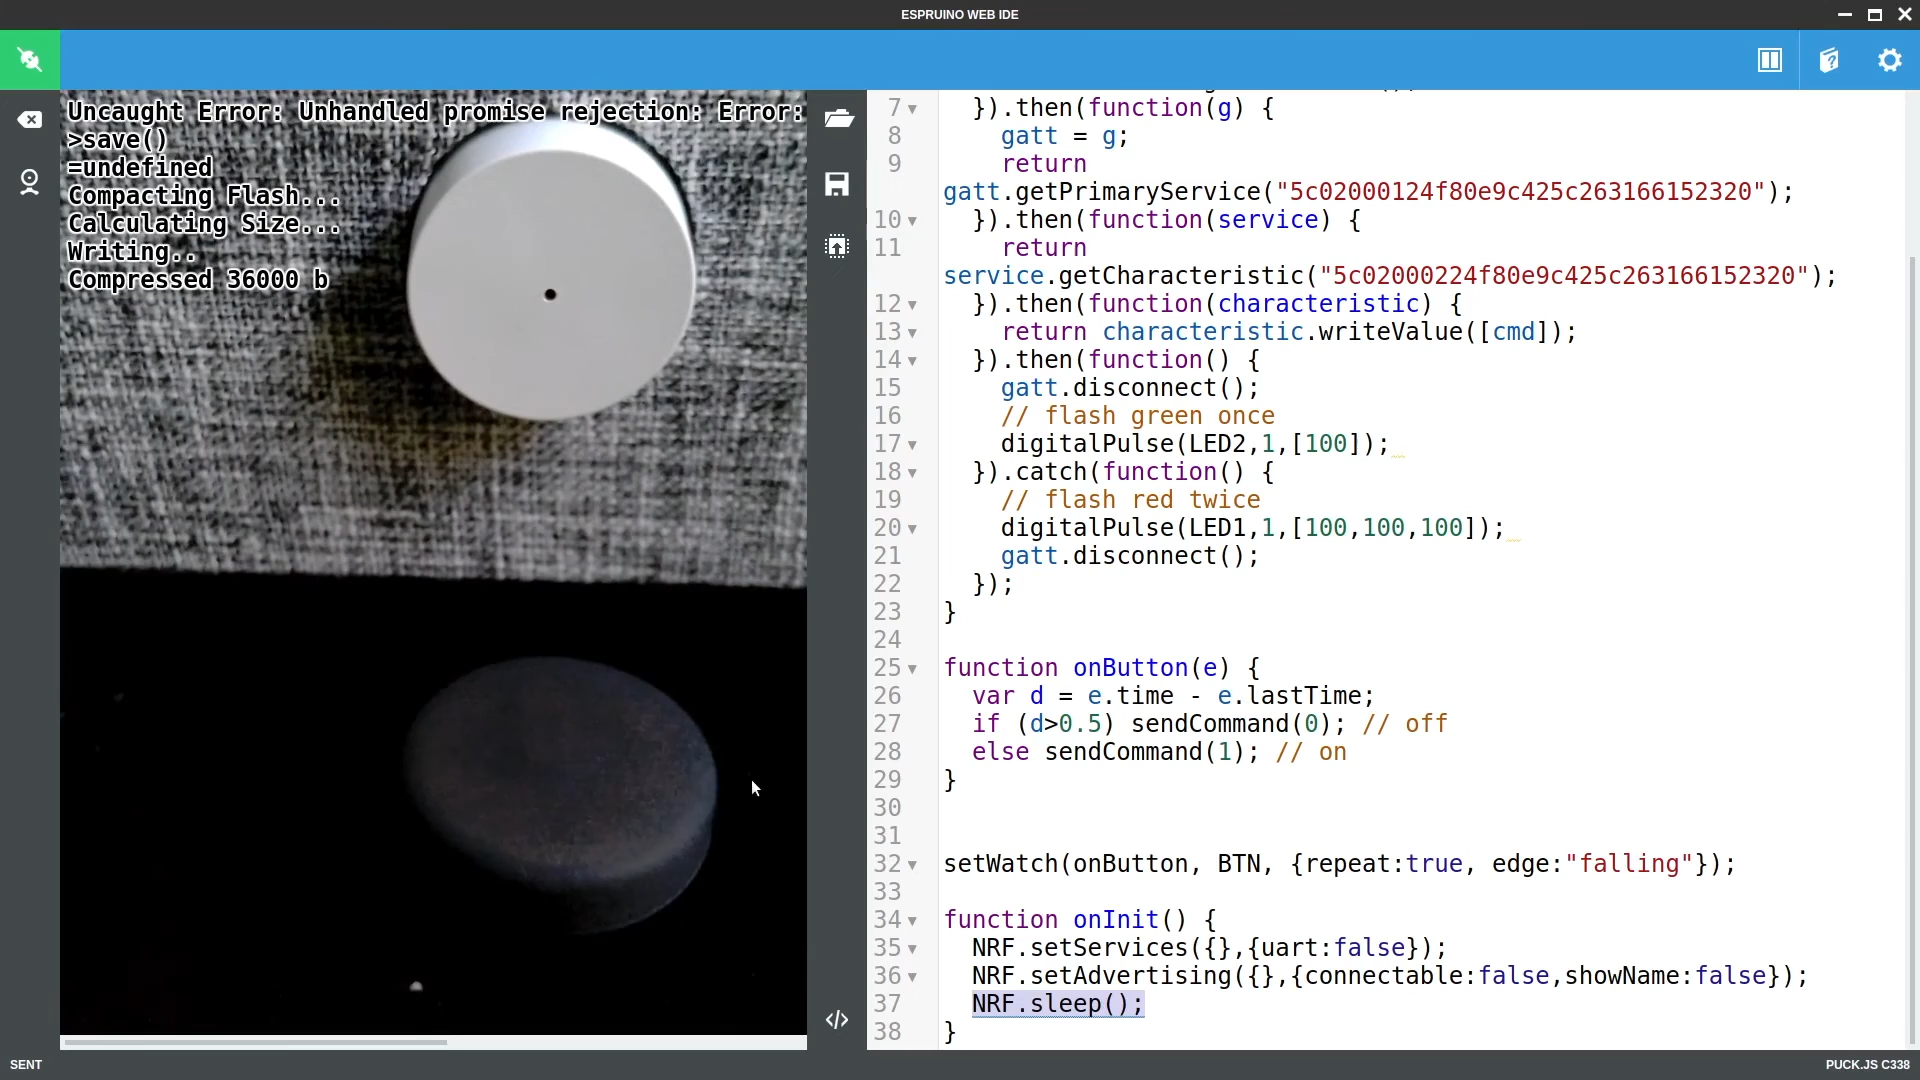 ESPRUINO WEB IDE
Uncaught Error: Unhandled promise rejection: Error:
>save()
=undefined
Compacting Flash...
Calculating Size...
Writing..
Compressed 36000 b
7 }).then(function(g) {
8 gatt = g;
9 return
gatt.getPrimaryService("5c02000124f80e9c425c263166152320");
10 }).then(function(service) {
11 return
service.getCharacteristic("5c02000224f80e9c425c263166152320");
12 }).then(function(characteristic) {
13 return characteristic.writeValue([cmd]);
14 }).then(function() {
15 gatt.disconnect();
16 // flash green once
17 digitalPulse(LED2,1,[100]);
18 }).catch(function() {
19 // flash red twice
20 digitalPulse(LED1,1,[100,100,100]);
21 gatt.disconnect();
22 });
23 }
24
25 function onButton(e) {
26 var d = e.time - e.lastTime;
27 if (d>0.5) sendCommand(0); // off
28 else sendCommand(1); // on
29 }
30
31
32 setWatch(onButton, BTN, {repeat:true, edge:"falling"});
33
34 function onInit() {
35 NRF.setServices({},{uart:false});
36 NRF.setAdvertising({},{connectable:false,showName:false});
37 NRF.sleep();
38 }
SENT
PUCK.JS C338